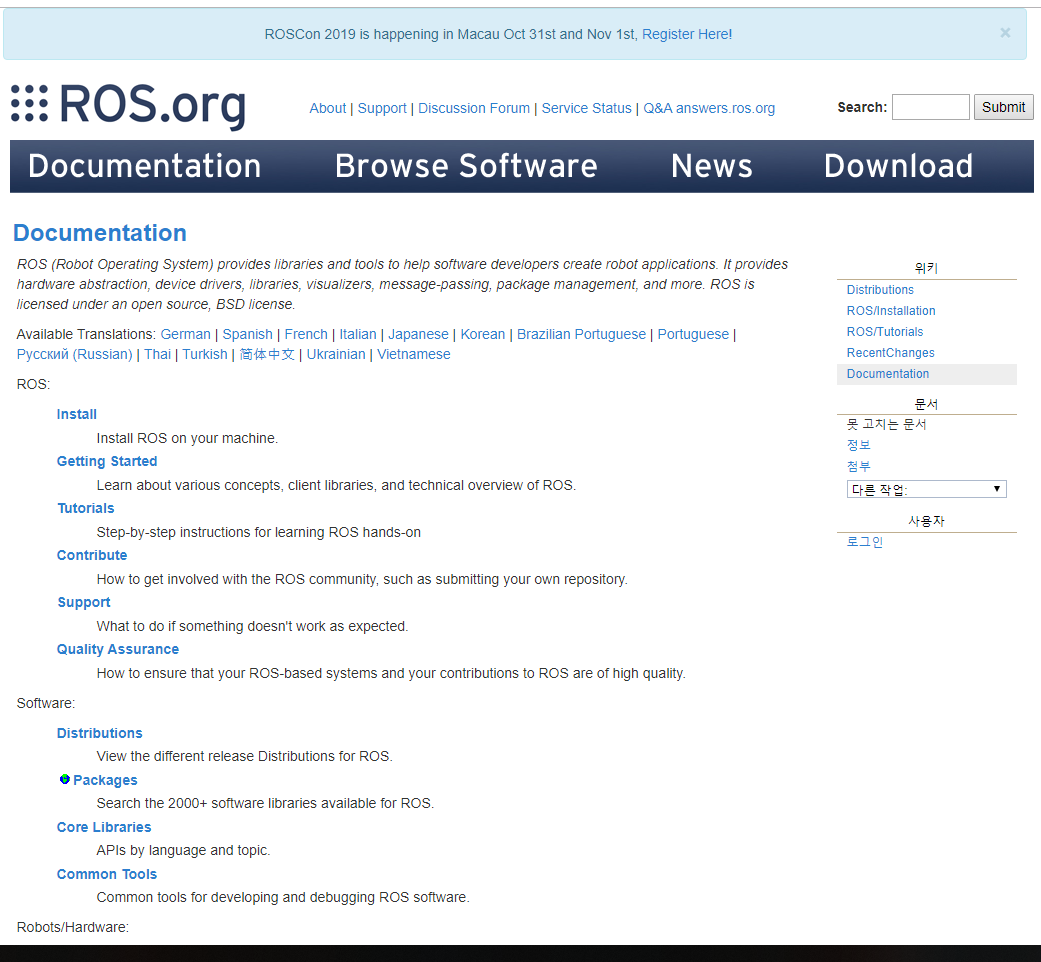 ROSCon 2019 is happening in Macau Oct 31st and Nov 1st, Register Here!
×
ROS.org
About | Support | Discussion Forum | Service Status | Q&A answers.ros.org
Search: Submit
Documentation Browse Software News Download
Documentation
ROS (Robot Operating System) provides libraries and tools to help software developers create robot applications. It provides
hardware abstraction, device drivers, libraries, visualizers, message-passing, package management, and more. ROS is
licensed under an open source, BSD license.
Available Translations: German | Spanish | French | Italian | Japanese | Korean | Brazilian Portuguese | Portuguese |
Русский (Russian) | Thai | Turkish | 简体中文 | Ukrainian | Vietnamese
ROS:
Install
Install ROS on your machine.
Getting Started
Learn about various concepts, client libraries, and technical overview of ROS.
Tutorials
Step-by-step instructions for learning ROS hands-on
Contribute
How to get involved with the ROS community, such as submitting your own repository.
Support
What to do if something doesn't work as expected.
Quality Assurance
How to ensure that your ROS-based systems and your contributions to ROS are of high quality.
Software:
Distributions
View the different release Distributions for ROS.
Packages
Search the 2000+ software libraries available for ROS.
Core Libraries
APIs by language and topic.
Common Tools
Common tools for developing and debugging ROS software.
Robots/Hardware:
위키
Distributions
ROS/Installation
ROS/Tutorials
RecentChanges
Documentation
문서
못 고치는 문서
정보
첨부
다른 작업:
사용자
로그인